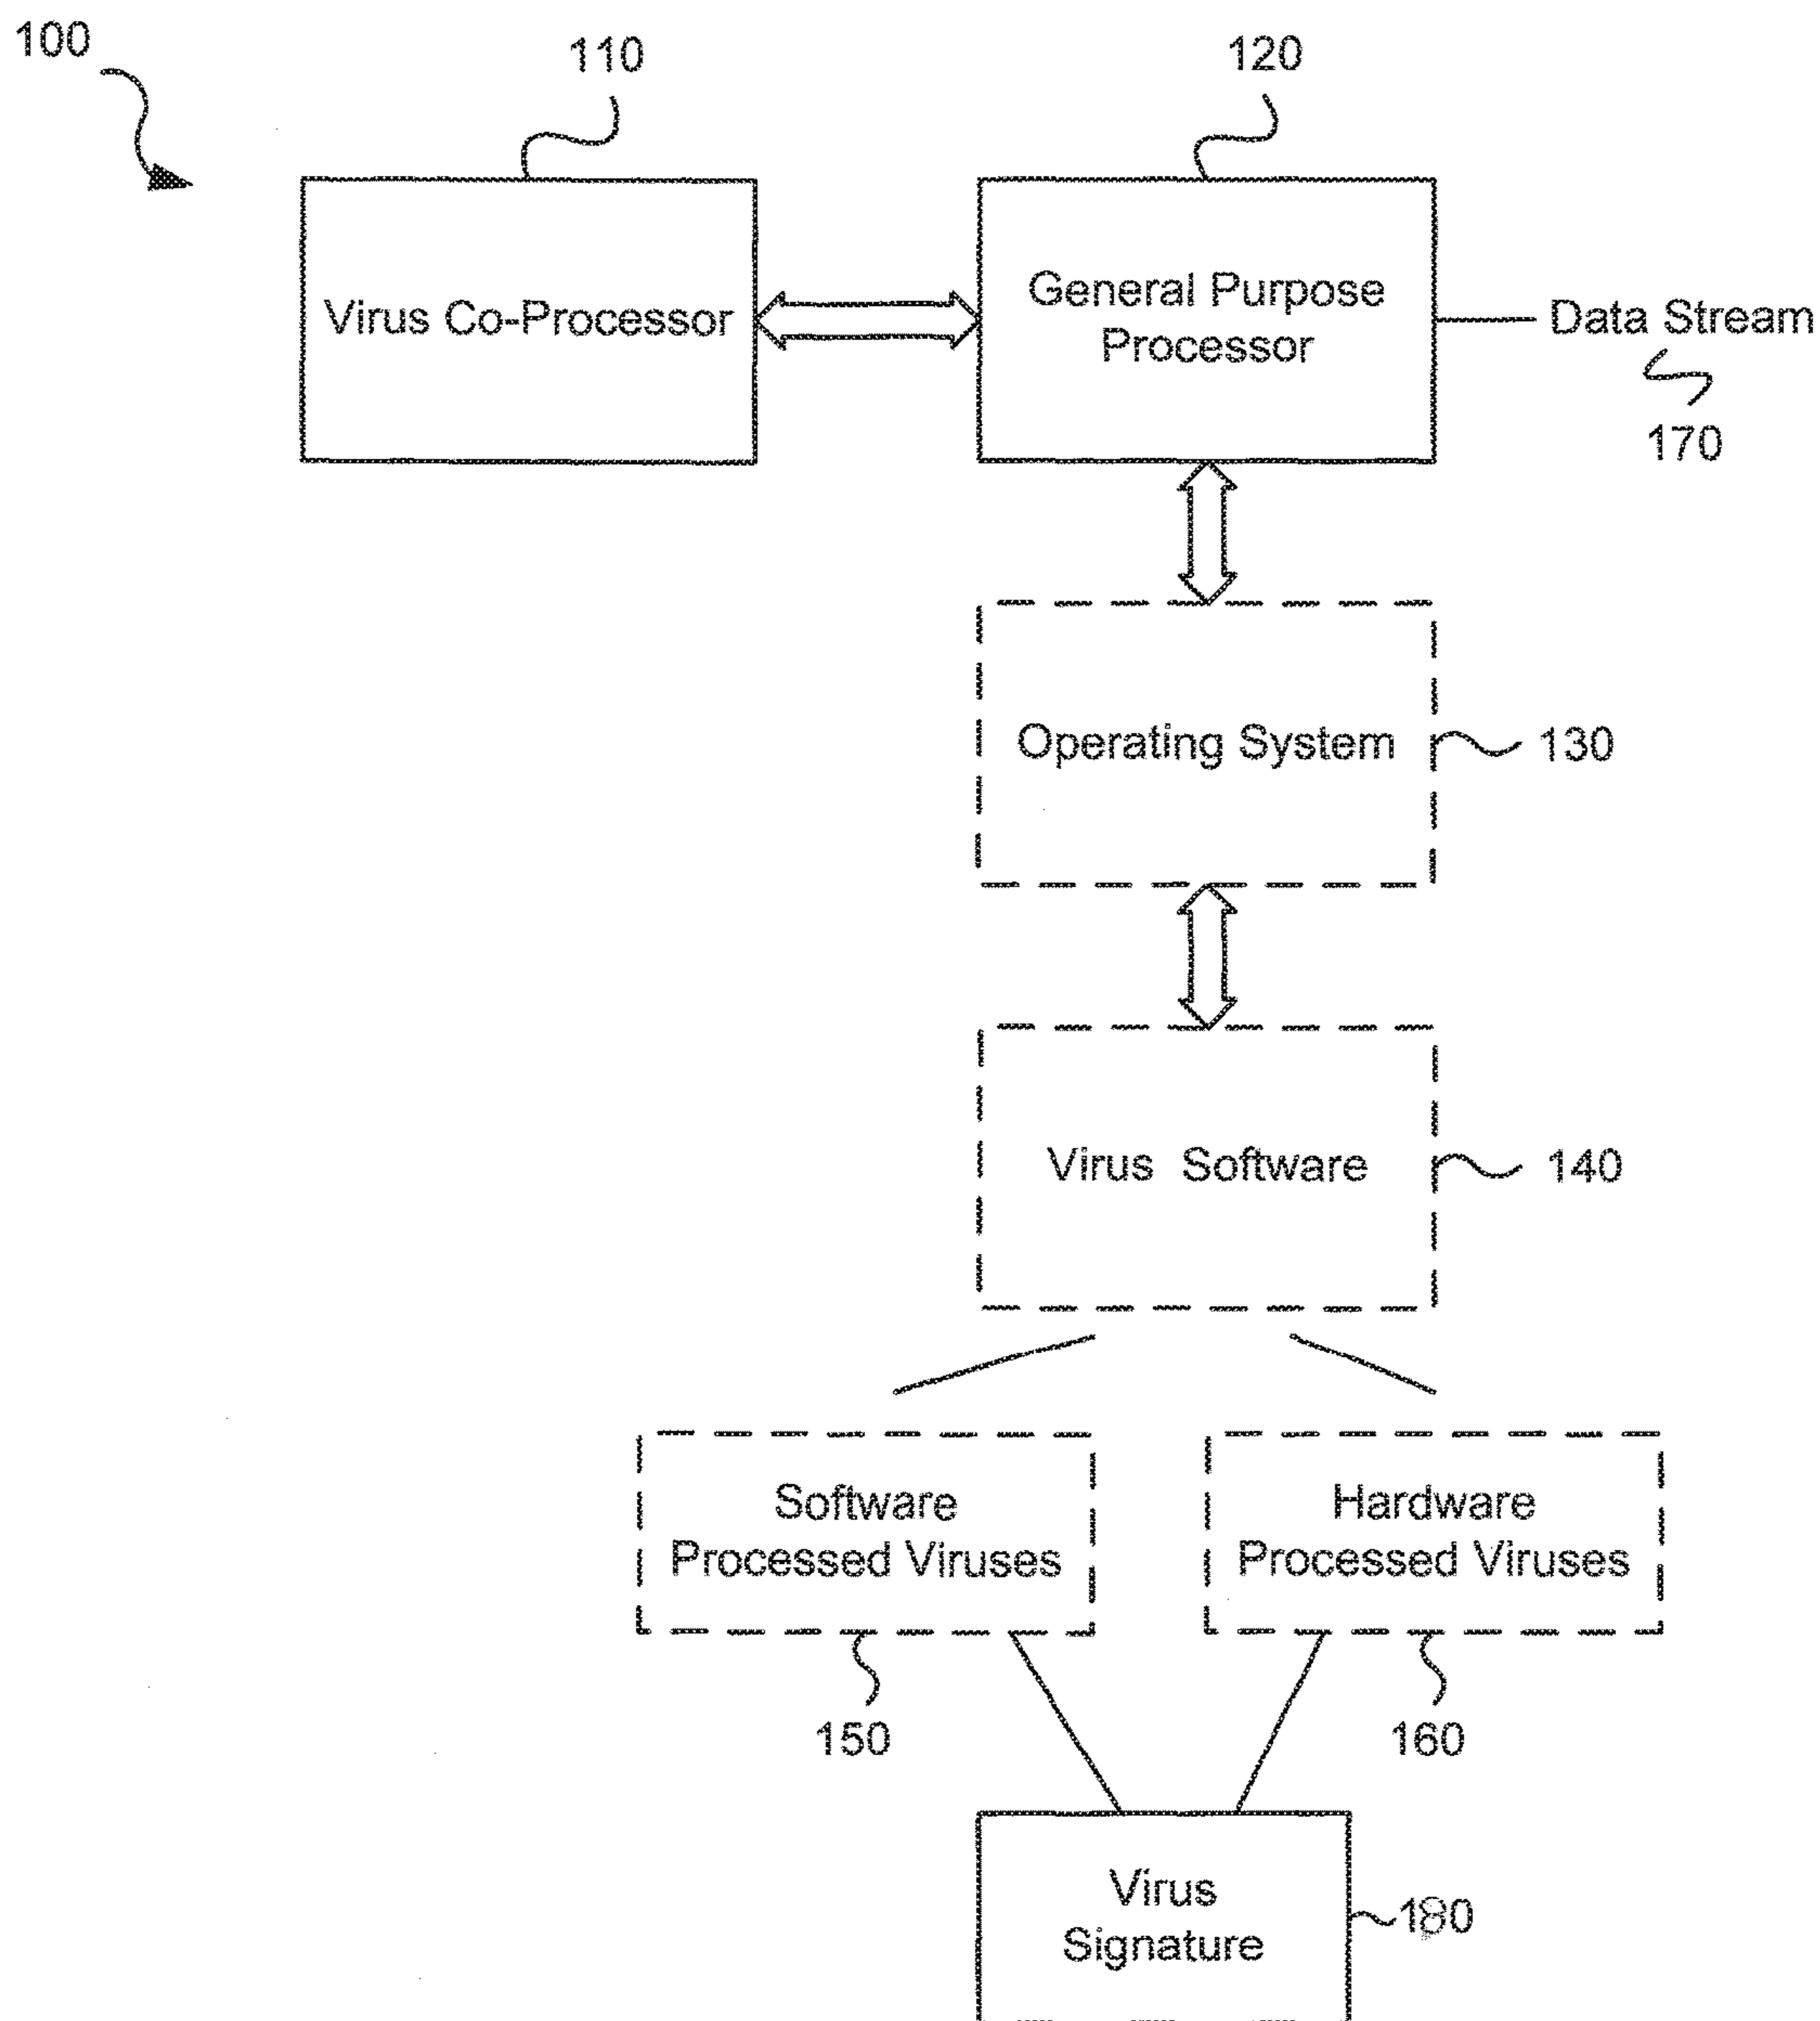 100
110
120
Virus Co-Processor
General Purpose
Processor
Data Stream
170
Operating System
130
Virus Software
140
Software
Processed Viruses
Hardware
Processed Viruses
150
160
Virus
Signature
180